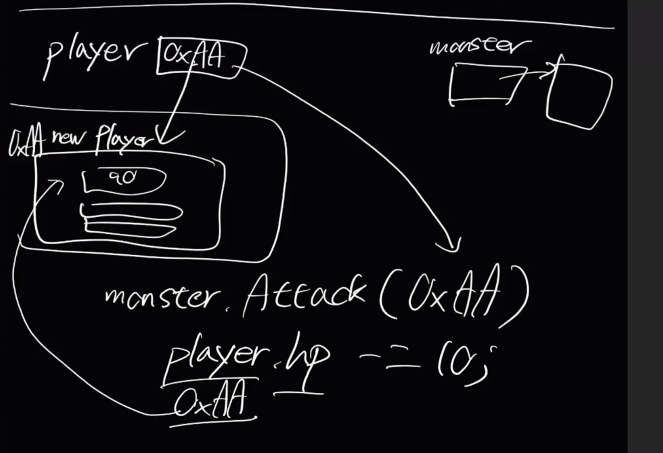 player 0xAA
monster
0xAA new Player
90
monster.Attack(0xAA)
player.hp -= 10;
0xAA